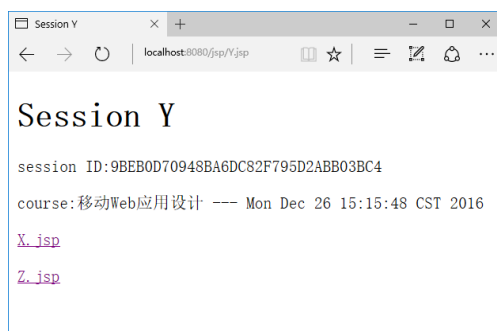 Session Y
localhost:8080/jsp/Y.jsp
Session Y
session ID:9BEB0D70948BA6DC82F795D2ABB03BC4
course:移动Web应用设计 --- Mon Dec 26 15:15:48 CST 2016
X.jsp
Z.jsp